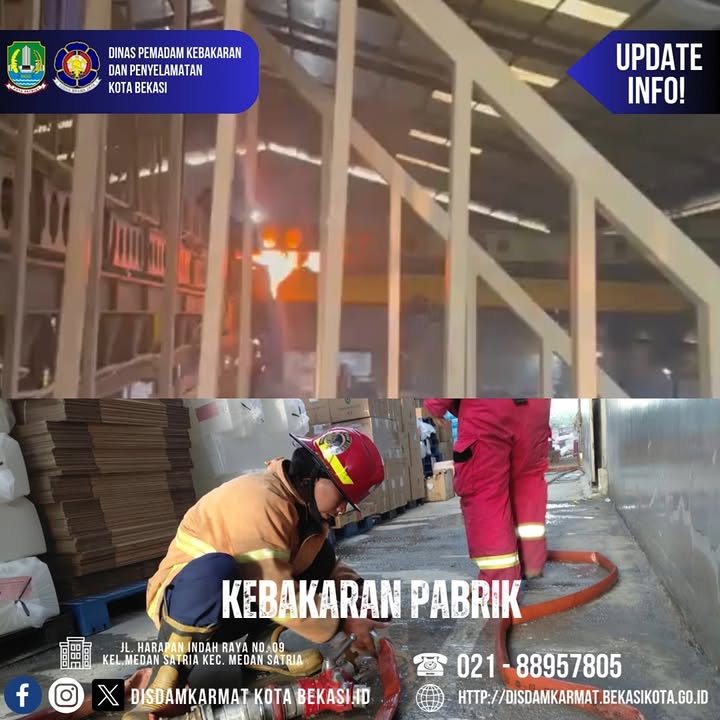 DINAS PEMADAM KEBAKARAN
DAN PENYELAMATAN
KOTA BEKASI
UPDATE
INFO!
KEBAKARAN PABRIK
JL. HARAPAN INDAH RAYA NO. 09
KEL.MEDAN SATRIA KEC. MEDAN SATRIA
021 - 88957805
DISDAMKARMAT KOTA BEKASI.ID
HTTP://DISDAMKARMAT.BEKASIKOTA.GO.ID